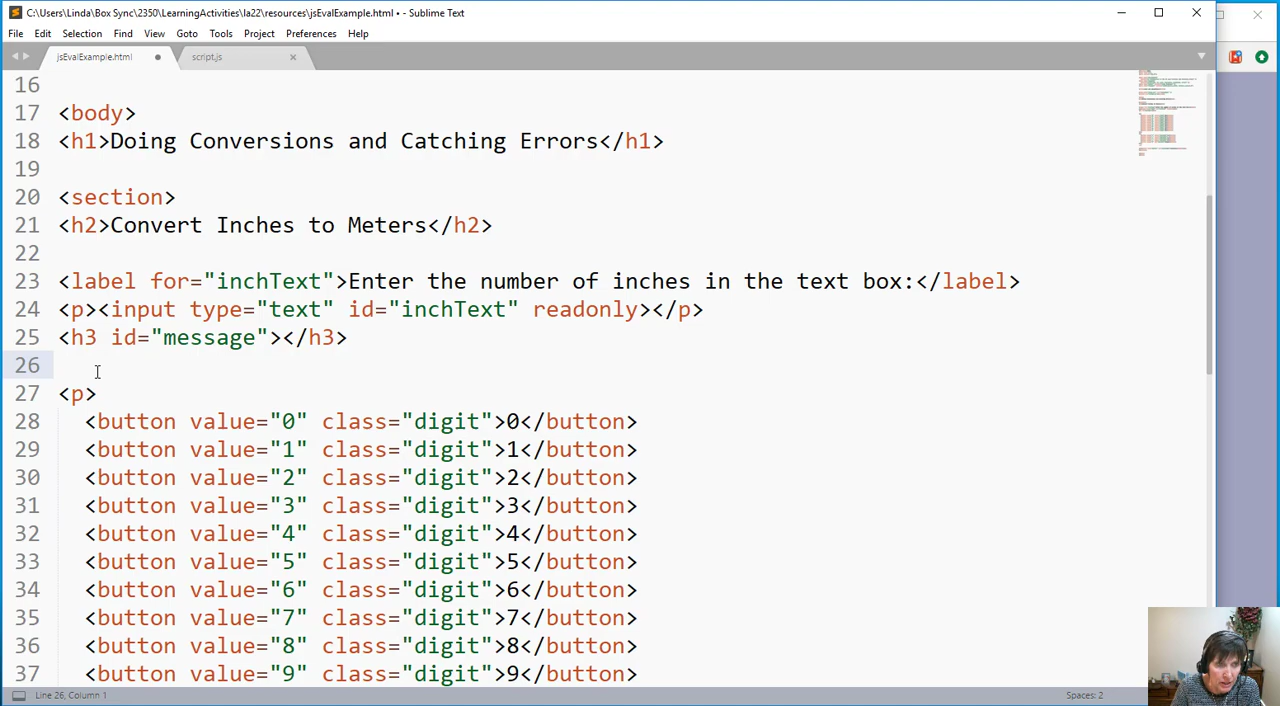 C:\Users\Linda\Box Sync\2350\LearningActivities\la22\resources\jsEvalExample.html • - Sublime Text
File Edit Selection Find View Goto Tools Project Preferences Help
jsEvalExample.html script.js
16
17 <body>
18 <h1>Doing Conversions and Catching Errors</h1>
19
20 <section>
21 <h2>Convert Inches to Meters</h2>
22
23 <label for="inchText">Enter the number of inches in the text box:</label>
24 <p><input type="text" id="inchText" readonly></p>
25 <h3 id="message"></h3>
26
27 <p>
28 <button value="0" class="digit">0</button>
29 <button value="1" class="digit">1</button>
30 <button value="2" class="digit">2</button>
31 <button value="3" class="digit">3</button>
32 <button value="4" class="digit">4</button>
33 <button value="5" class="digit">5</button>
34 <button value="6" class="digit">6</button>
35 <button value="7" class="digit">7</button>
36 <button value="8" class="digit">8</button>
37 <button value="9" class="digit">9</button>
Line 26, Column 1 Spaces: 2